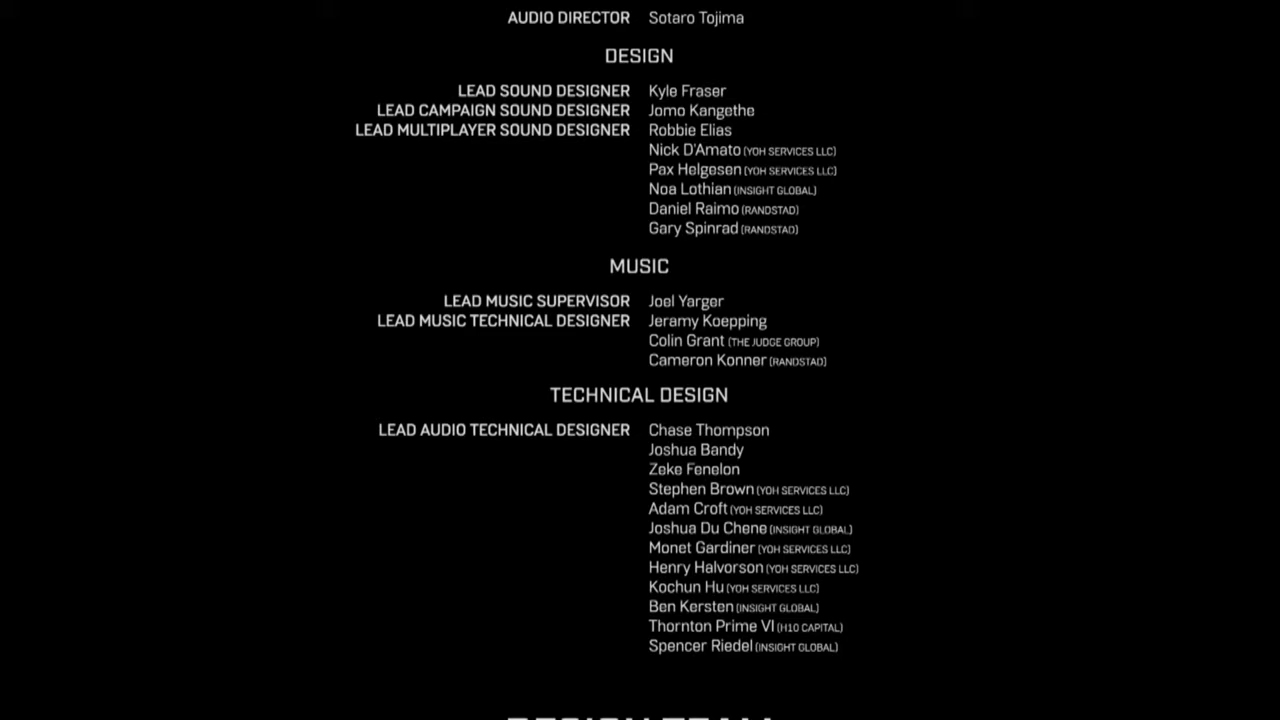 AUDIO DIRECTOR Sotaro Tojima
DESIGN
LEAD SOUND DESIGNER Kyle Fraser
LEAD CAMPAIGN SOUND DESIGNER Jomo Kangethe
LEAD MULTIPLAYER SOUND DESIGNER Robbie Elias
Nick D'Amato (YOH SERVICES LLC)
Pax Helgesen (YOH SERVICES LLC)
Noa Lothian (INSIGHT GLOBAL)
Daniel Raimo (RANDSTAD)
Gary Spinrad (RANDSTAD)
MUSIC
LEAD MUSIC SUPERVISOR Joel Yarger
LEAD MUSIC TECHNICAL DESIGNER Jeramy Koepping
Colin Grant (THE JUDGE GROUP)
Cameron Konner (RANDSTAD)
TECHNICAL DESIGN
LEAD AUDIO TECHNICAL DESIGNER Chase Thompson
Joshua Bandy
Zeke Fenelon
Stephen Brown (YOH SERVICES LLC)
Adam Croft (YOH SERVICES LLC)
Joshua Du Chene (INSIGHT GLOBAL)
Monet Gardiner (YOH SERVICES LLC)
Henry Halvorson (YOH SERVICES LLC)
Kochun Hu (YOH SERVICES LLC)
Ben Kersten (INSIGHT GLOBAL)
Thornton Prime VI (H10 CAPITAL)
Spencer Riedel (INSIGHT GLOBAL)